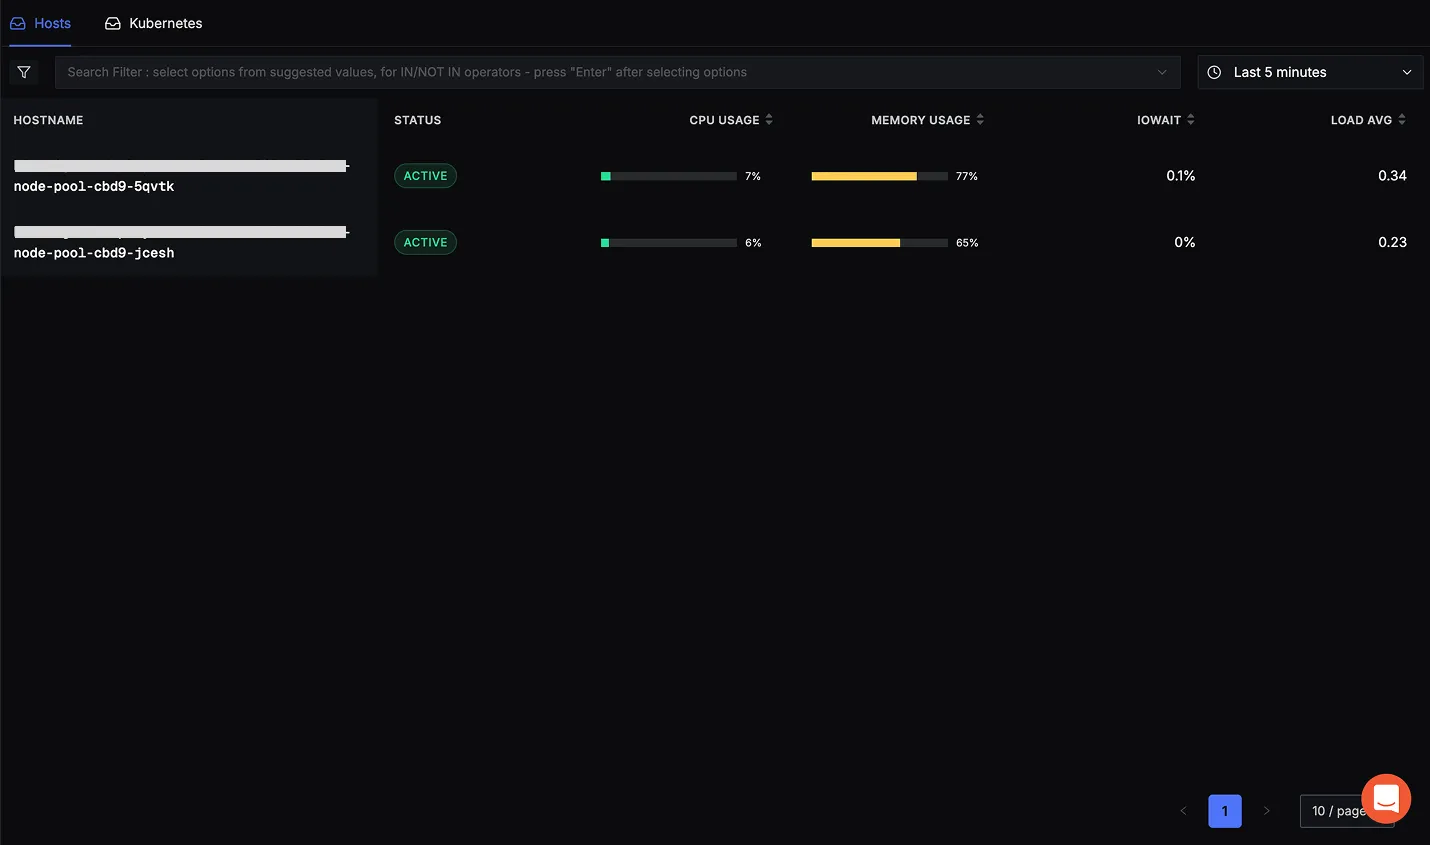 Hosts Kubernetes
Search Filter : select options from suggested values, for IN/NOT IN operators - press "Enter" after selecting options Last 5 minutes
HOSTNAME STATUS CPU USAGE MEMORY USAGE IOWAIT LOAD AVG
-
node-pool-cbd9-5qvtk ACTIVE 7% 77% 0.1% 0.34
-
node-pool-cbd9-jcesh ACTIVE 6% 65% 0% 0.23
1 10 / page